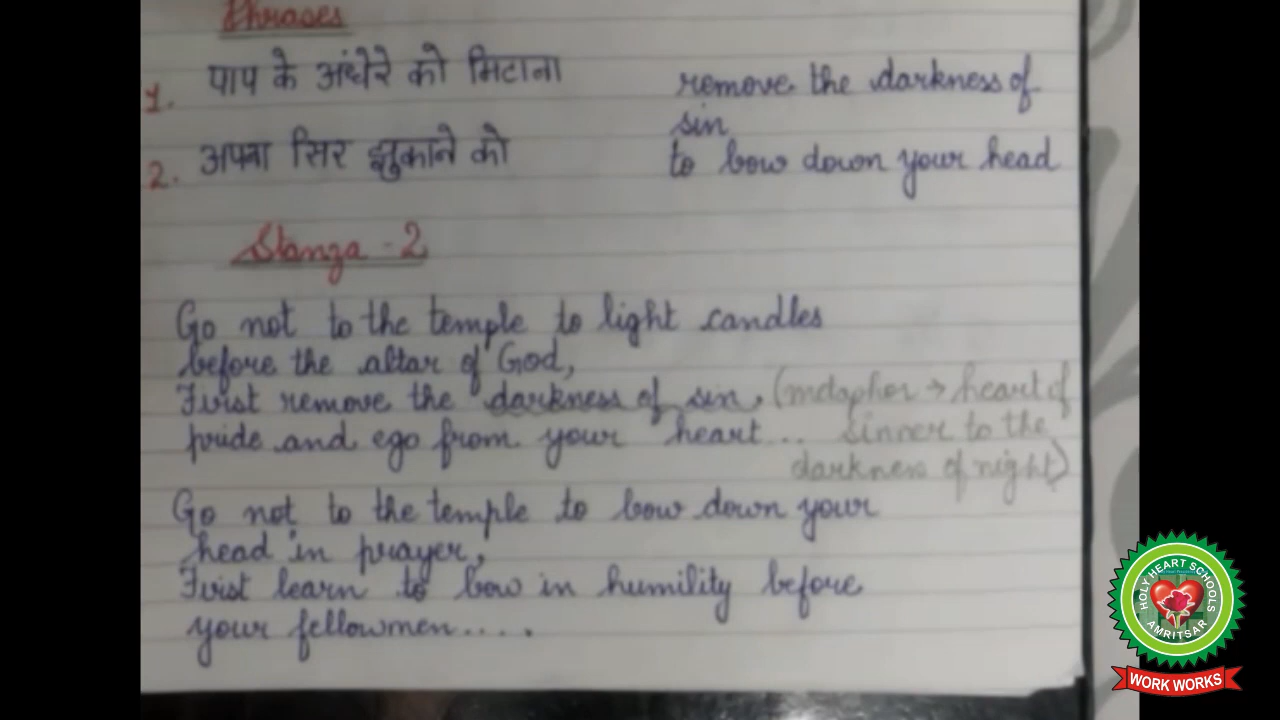 Phrases
1. पाप के अंधेरे को मिटाना remove the darkness of
sin
2. अपना सिर झुकाने को to bow down your head
Stanza - 2
Go not to the temple to light candles
before the altar of God,
First remove the darkness of sin, (metaphor → heart of
pride and ego from your heart... sinner to the
darkness of night)
Go not to the temple to bow down your
head in prayer,
First learn to bow in humility before
your fellowmen.....
HOLY HEART SCHOOLS
AMRITSAR
WORK WORKS